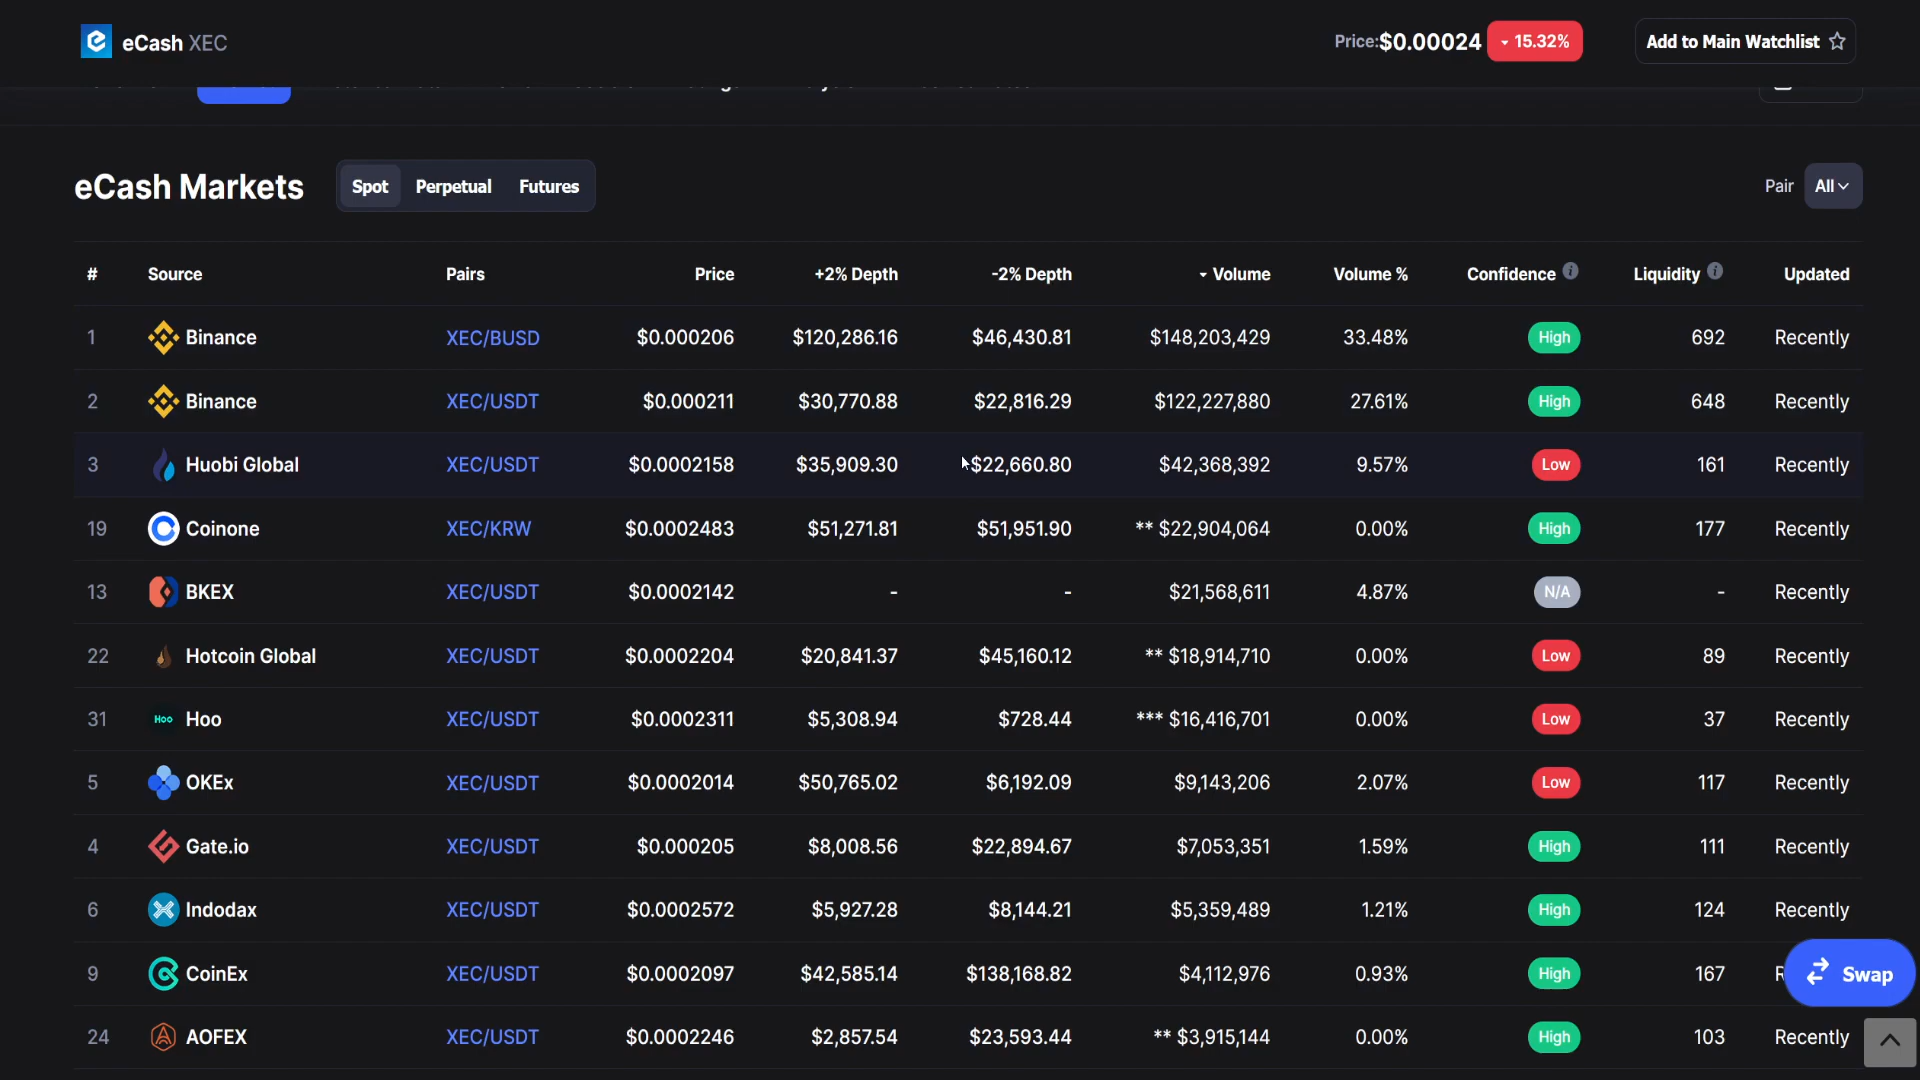 eCash XEC Price:$0.00024 15.32% Add to Main Watchlist
eCash Markets Spot Perpetual Futures Pair All
# Source Pairs Price +2% Depth -2% Depth Volume Volume % Confidence Liquidity Updated
1 Binance XEC/BUSD $0.000206 $120,286.16 $46,430.81 $148,203,429 33.48% High 692 Recently
2 Binance XEC/USDT $0.000211 $30,770.88 $22,816.29 $122,227,880 27.61% High 648 Recently
3 Huobi Global XEC/USDT $0.0002158 $35,909.30 $22,660.80 $42,368,392 9.57% Low 161 Recently
19 Coinone XEC/KRW $0.0002483 $51,271.81 $51,951.90 ** $22,904,064 0.00% High 177 Recently
13 BKEX XEC/USDT $0.0002142 - - $21,568,611 4.87% N/A - Recently
22 Hotcoin Global XEC/USDT $0.0002204 $20,841.37 $45,160.12 ** $18,914,710 0.00% Low 89 Recently
31 Hoo Hoo XEC/USDT $0.0002311 $5,308.94 $728.44 *** $16,416,701 0.00% Low 37 Recently
5 OKEx XEC/USDT $0.0002014 $50,765.02 $6,192.09 $9,143,206 2.07% Low 117 Recently
4 Gate.io XEC/USDT $0.000205 $8,008.56 $22,894.67 $7,053,351 1.59% High 111 Recently
6 Indodax XEC/USDT $0.0002572 $5,927.28 $8,144.21 $5,359,489 1.21% High 124 Recently
9 CoinEx XEC/USDT $0.0002097 $42,585.14 $138,168.82 $4,112,976 0.93% High 167 Swap
24 AOFEX XEC/USDT $0.0002246 $2,857.54 $23,593.44 ** $3,915,144 0.00% High 103 Recently